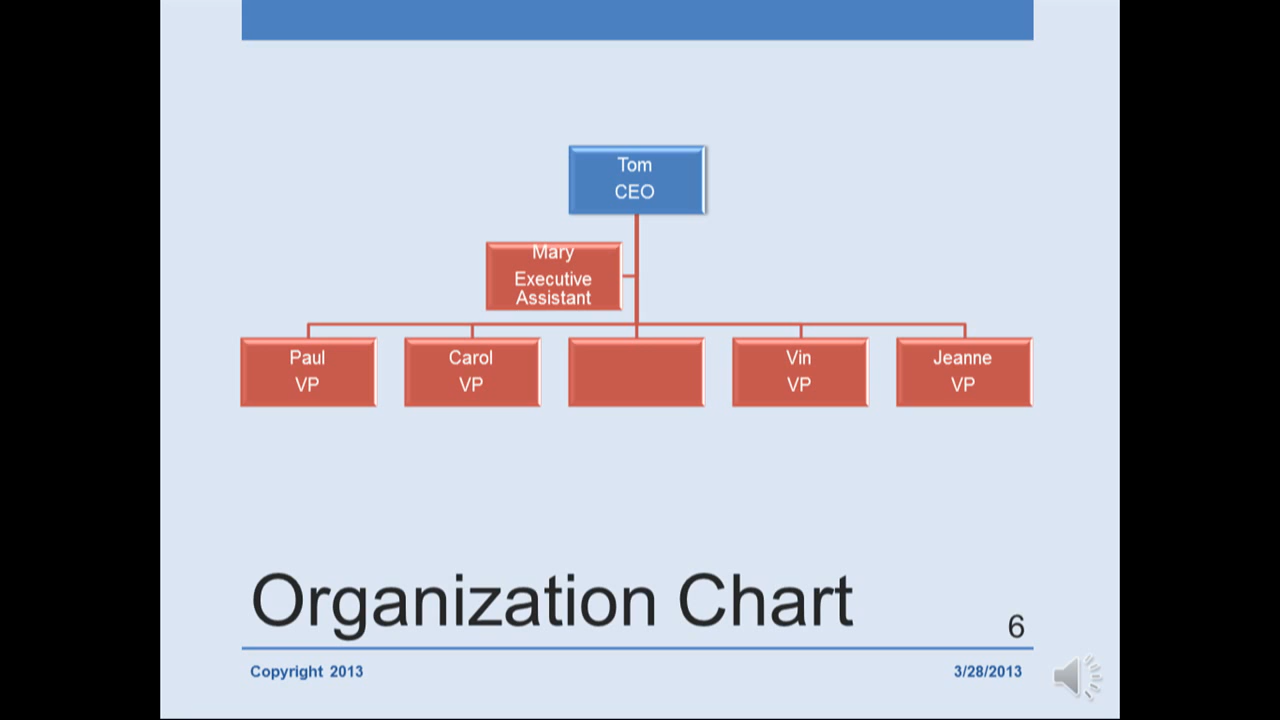 Tom
CEO
Mary
Executive
Assistant
Paul
VP
Carol
VP
Vin
VP
Jeanne
VP
Organization Chart
6
Copyright 2013
3/28/2013